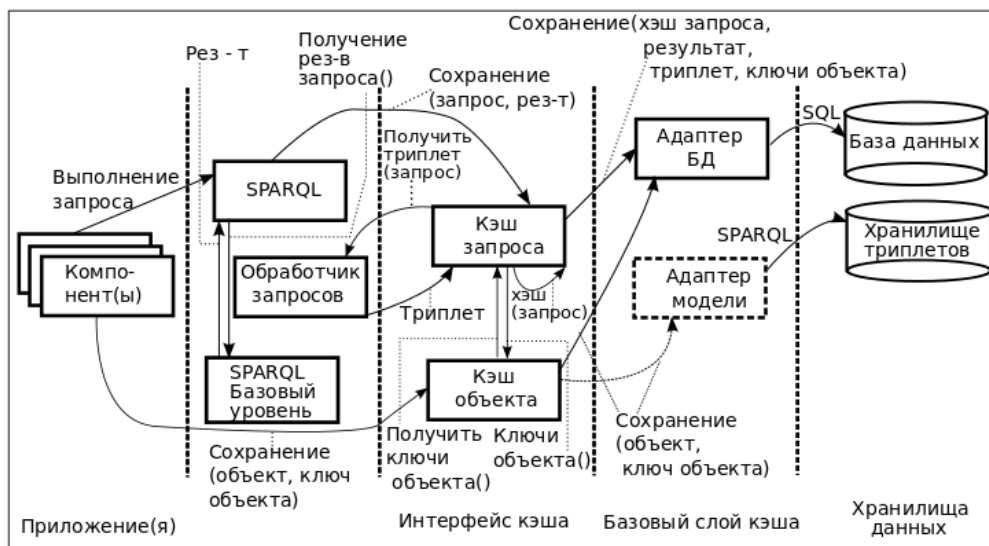 Рез - т
Получение
рез-в
запроса()
Сохранение(хэш запроса,
результат,
триплет, ключи объекта)
Сохранение
(запрос, рез-т)
SQL
База данных
Адаптер
БД
Получить
триплет
(запрос)
Выполнение
запроса
SPARQL
Кэш
запроса
SPARQL
Хранилище
триплетов
Компо-
нент(ы)
Обработчик
запросов
Адаптер
модели
Триплет
хэш
(запрос)
SPARQL
Базовый
уровень
Кэш
объекта
Сохранение
(объект, ключ
объекта)
Получить
ключи
объекта()
Ключи
объекта()
Сохранение
(объект,
ключ объекта)
Приложение(я)
Интерфейс кэша
Базовый слой кэша
Хранилища
данных